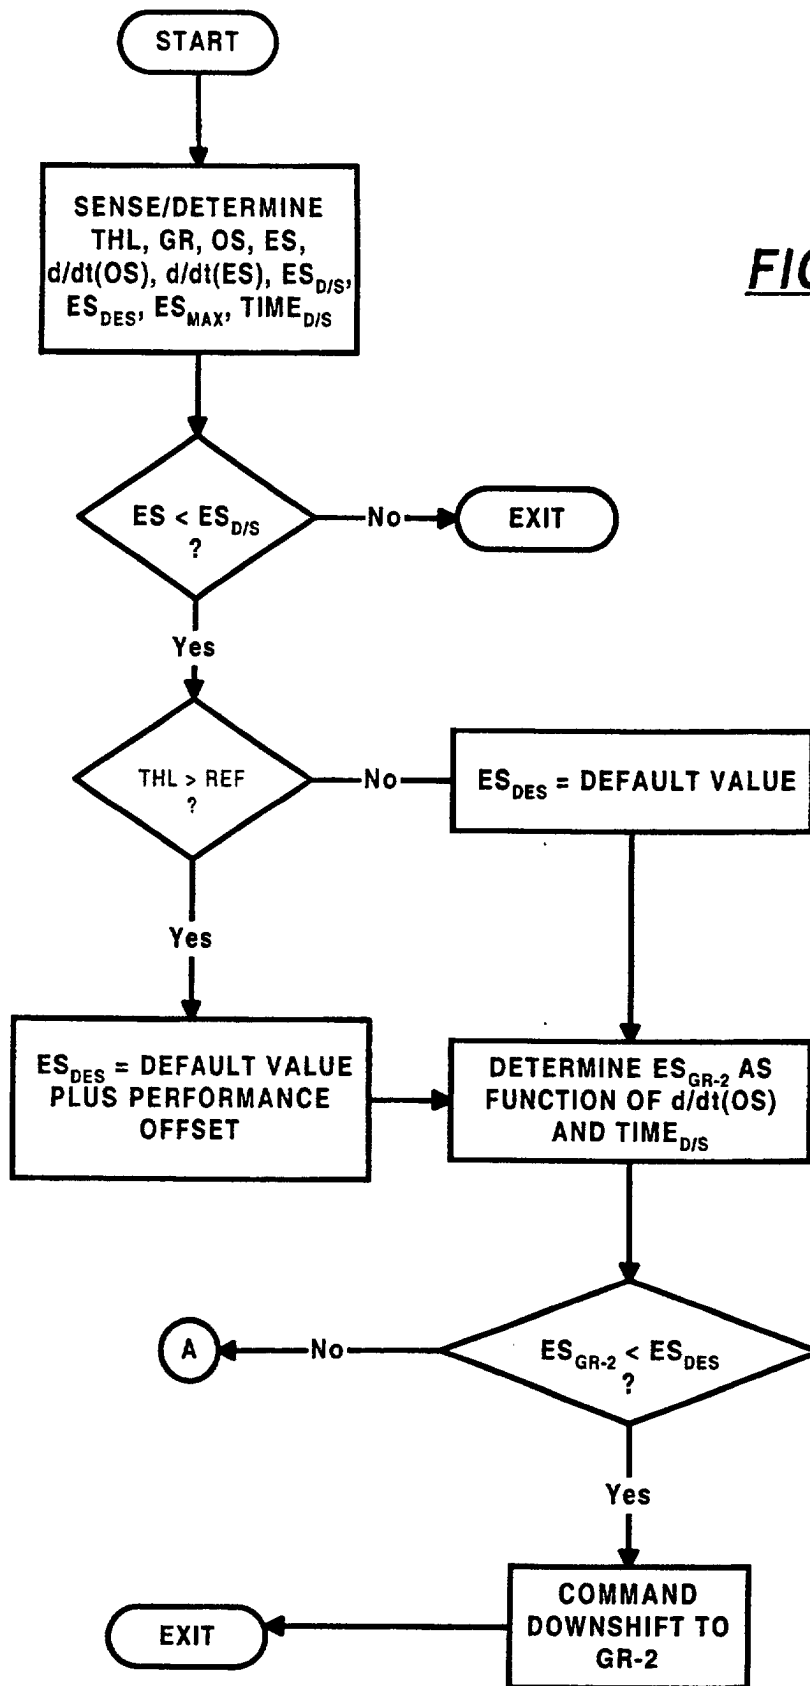 START
SENSE/DETERMINE
THL, GR, OS, ES,
d/dt(OS), d/dt(ES), ES_D/S,
ES_DES, ES_MAX, TIME_D/S
FIG
ES < ES_D/S
?
No
EXIT
Yes
THL > REF
?
No
ES_DES = DEFAULT VALUE
Yes
ES_DES = DEFAULT VALUE
PLUS PERFORMANCE
OFFSET
DETERMINE ES_GR-2 AS
FUNCTION OF d/dt(OS)
AND TIME_D/S
A
No
ES_GR-2 < ES_DES
?
Yes
COMMAND
DOWNSHIFT TO
GR-2
EXIT